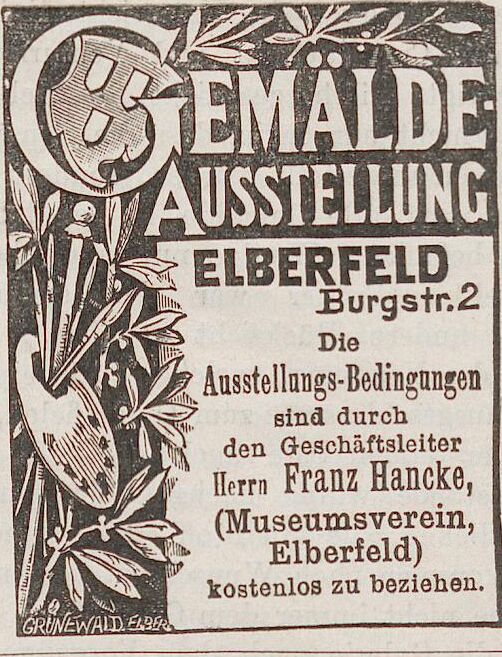 GEMÄLDE-
AUSSTELLUNG
ELBERFELD
Burgstr. 2
Die
Ausstellungs-Bedingungen
sind durch
den Geschäftsleiter
Herrn Franz Hancke,
(Museumsverein,
Elberfeld)
kostenlos zu beziehen.
GRÜNEWALD. ELBER.